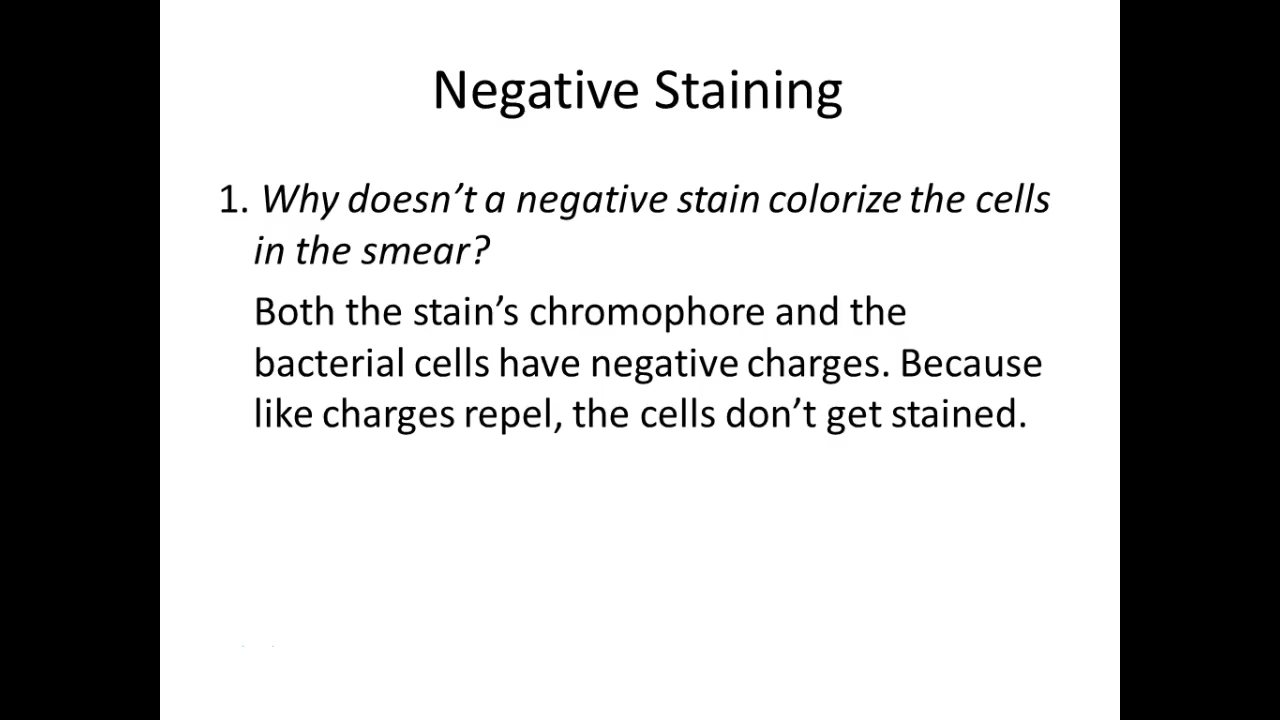 Negative Staining
1. Why doesn’t a negative stain colorize the cells
in the smear?
Both the stain’s chromophore and the
bacterial cells have negative charges. Because
like charges repel, the cells don’t get stained.